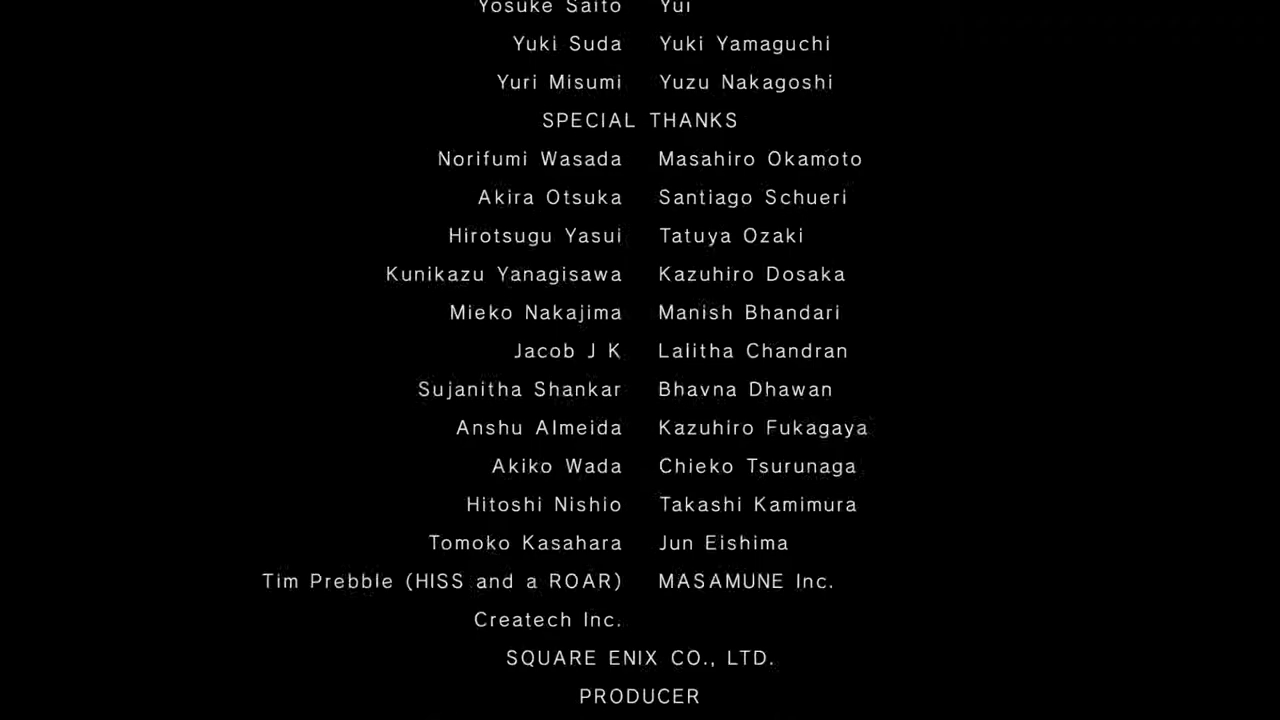 Yosuke Saito Yui
Yuki Suda Yuki Yamaguchi
Yuri Misumi Yuzu Nakagoshi
SPECIAL THANKS
Norifumi Wasada Masahiro Okamoto
Akira Otsuka Santiago Schueri
Hirotsugu Yasui Tatuya Ozaki
Kunikazu Yanagisawa Kazuhiro Dosaka
Mieko Nakajima Manish Bhandari
Jacob J K Lalitha Chandran
Sujanitha Shankar Bhavna Dhawan
Anshu Almeida Kazuhiro Fukagaya
Akiko Wada Chieko Tsurunaga
Hitoshi Nishio Takashi Kamimura
Tomoko Kasahara Jun Eishima
Tim Prebble (HISS and a ROAR) MASAMUNE Inc.
Createch Inc.
SQUARE ENIX CO., LTD.
PRODUCER